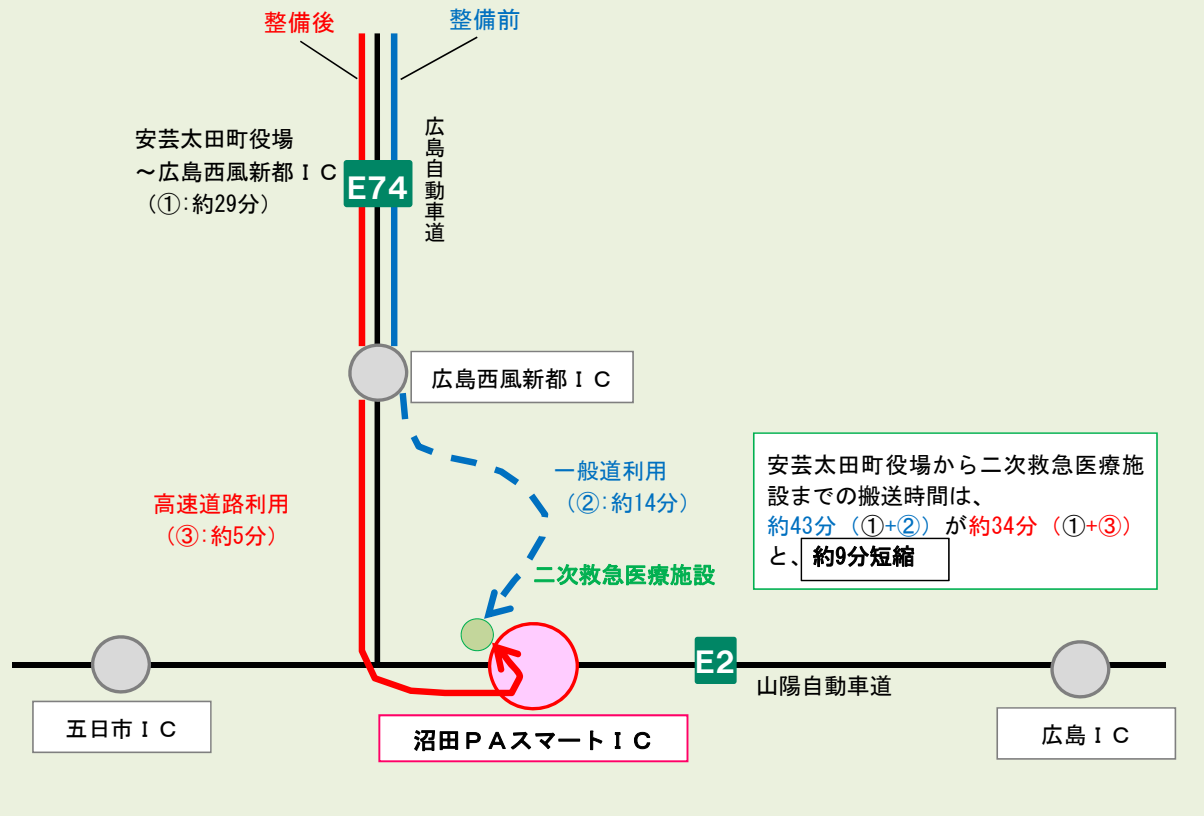 整備後
整備前
安芸太田町役場
～広島西風新都ＩＣ
（①：約29分）
E74
広島自動車道
広島西風新都ＩＣ
一般道利用
（②：約14分）
高速道路利用
（③：約5分）
二次救急医療施設
安芸太田町役場から二次救急医療施
設までの搬送時間は、
約43分（①+②）が約34分（①+③）
と、約9分短縮
E2
山陽自動車道
五日市ＩＣ
沼田ＰＡスマートＩＣ
広島ＩＣ